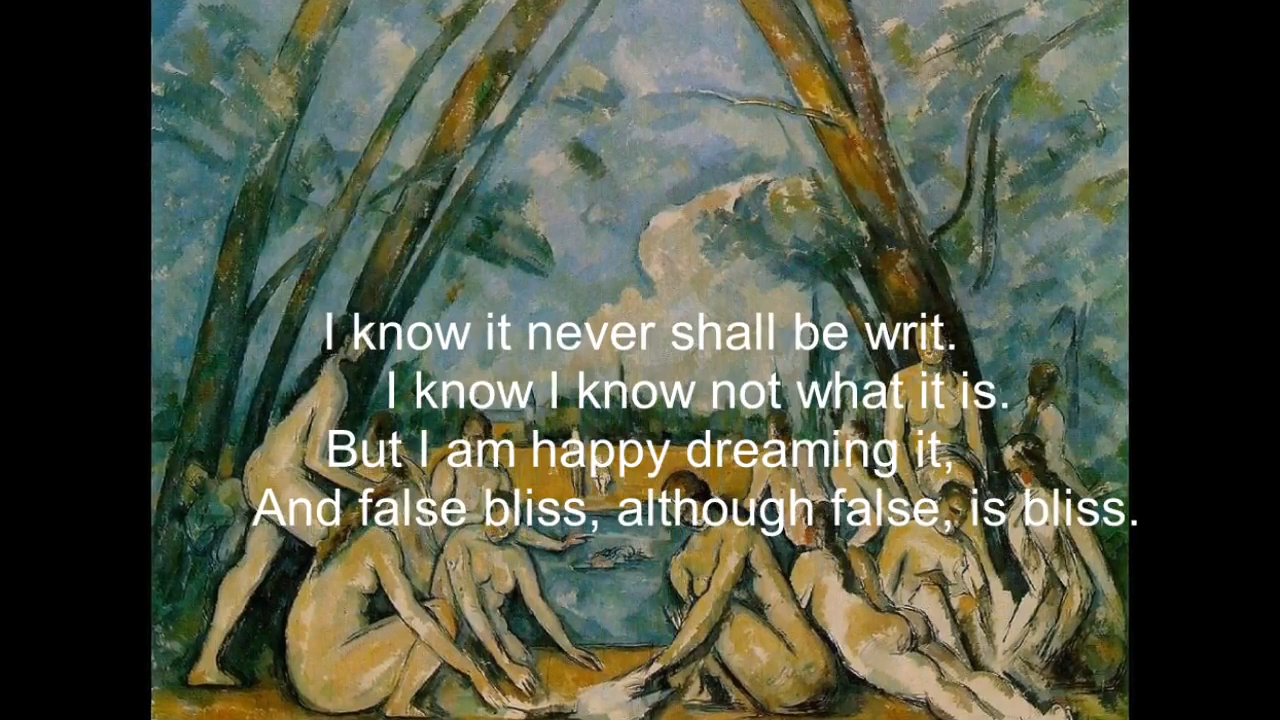 I know it never shall be writ.
I know I know not what it is.
But I am happy dreaming it,
And false bliss, although false, is bliss.